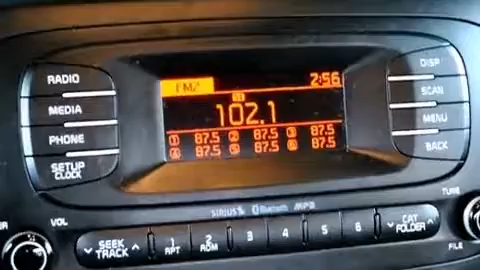 RADIO
MEDIA
PHONE
SETUP
CLOCK
2:56
102.1
1 87.5 2 87.5 3 87.5
4 87.5 5 87.5 6 87.5
DISP
SCAN
MENU
BACK
SIRIUS Bluetooth MP3
VOL
TUNE
SEEK
TRACK
1
RPT
2
RDM
3
4
5
6
CAT
FOLDER
FILE